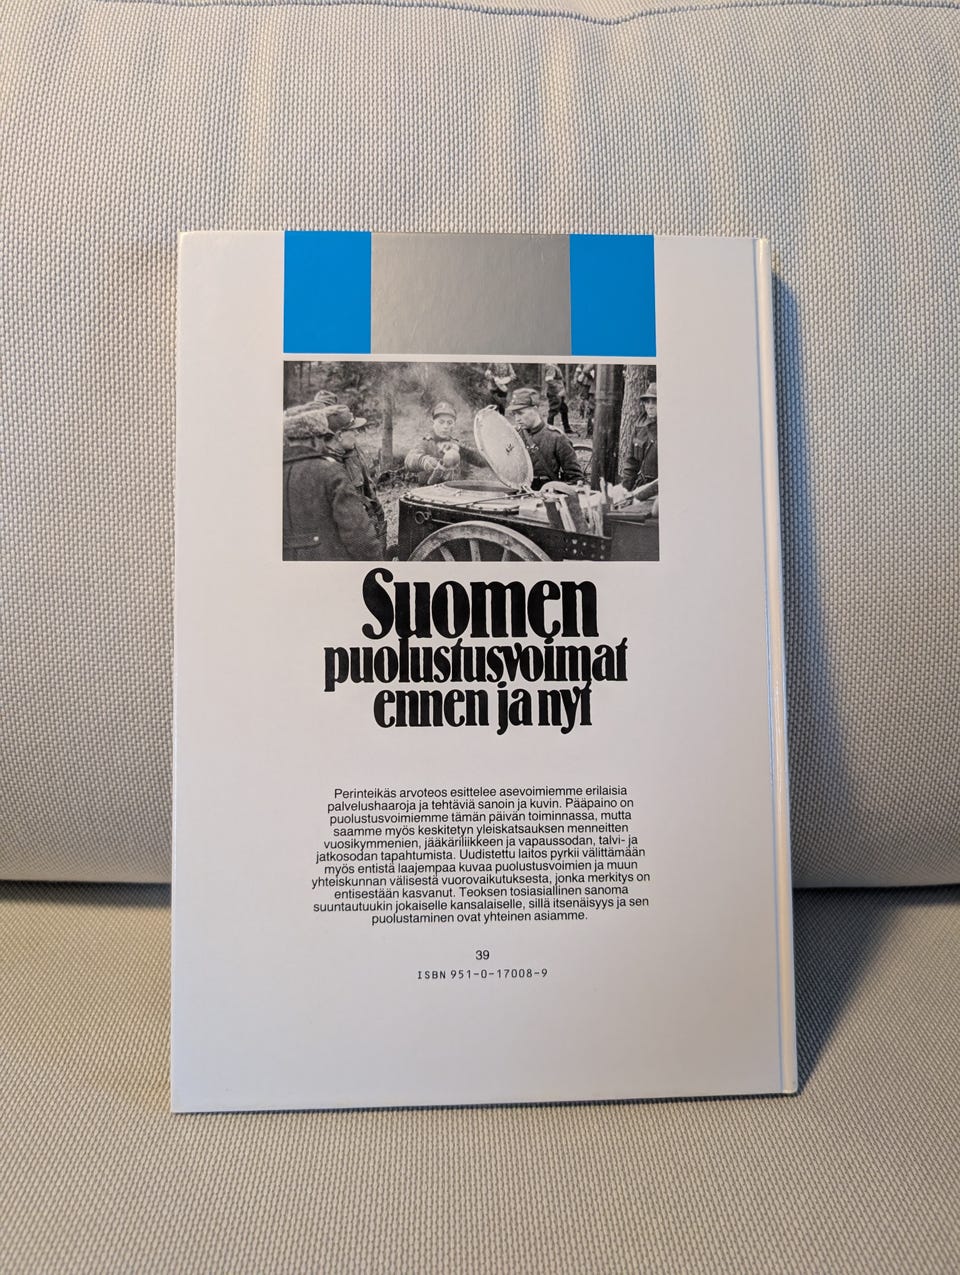 Suomen
puolustusvoimat
ennen ja nyt
Perinteikäs arvoteos esittelee asevoimiemme erilaisia
palvelushaaroja ja tehtäviä sanoin ja kuvin. Pääpaino on
puolustusvoimiemme tämän päivän toiminnassa, mutta
saamme myös keskitetyn yleiskatsauksen menneitten
vuosikymmenien, jääkäriliikkeen ja vapaussodan, talvi- ja
jatkosodan tapahtumista. Uudistettu laitos pyrkii välittämään
myös entistä laajempaa kuvaa puolustusvoimien ja muun
yhteiskunnan välisestä vuorovaikutuksesta, jonka merkitys on
entisestään kasvanut. Teoksen tosiasiallinen sanoma
suuntautuukin jokaiselle kansalaiselle, sillä itsenäisyys ja sen
puolustaminen ovat yhteinen asiamme.
39
ISBN 951-0-17008-9